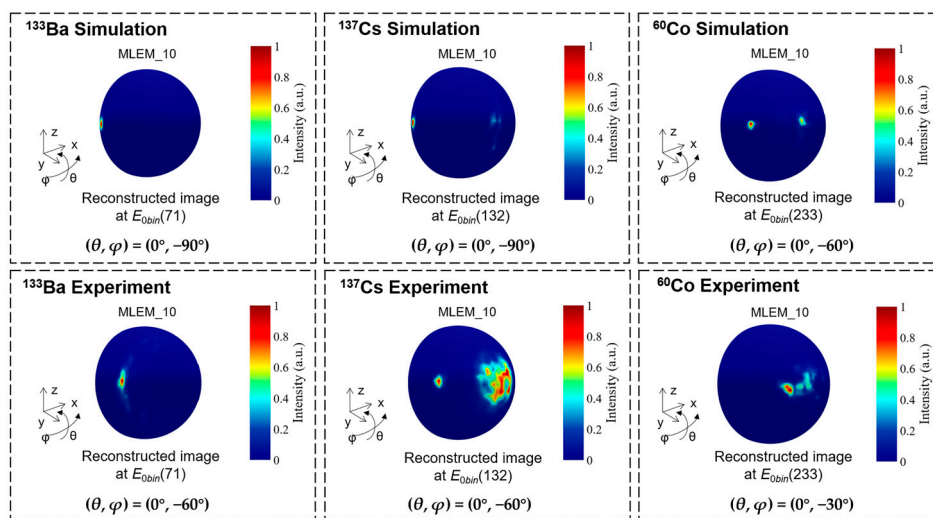 ¹³³Ba Simulation
MLEM_10
1
0.8
0.6
0.4
0.2
0
Intensity (a.u.)
z
x
y
φ
θ
Reconstructed image
at E₀bin(71)
(θ, φ) = (0°, −90°)
¹³⁷Cs Simulation
MLEM_10
1
0.8
0.6
0.4
0.2
0
Intensity (a.u.)
z
x
y
φ
θ
Reconstructed image
at E₀bin(132)
(θ, φ) = (0°, −90°)
⁶⁰Co Simulation
MLEM_10
1
0.8
0.6
0.4
0.2
0
Intensity (a.u.)
z
x
y
φ
θ
Reconstructed image
at E₀bin(233)
(θ, φ) = (0°, −60°)
¹³³Ba Experiment
MLEM_10
1
0.8
0.6
0.4
0.2
0
Intensity (a.u.)
z
x
y
φ
θ
Reconstructed image
at E₀bin(71)
(θ, φ) = (0°, −60°)
¹³⁷Cs Experiment
MLEM_10
1
0.8
0.6
0.4
0.2
0
Intensity (a.u.)
z
x
y
φ
θ
Reconstructed image
at E₀bin(132)
(θ, φ) = (0°, −60°)
⁶⁰Co Experiment
MLEM_10
1
0.8
0.6
0.4
0.2
0
Intensity (a.u.)
z
x
y
φ
θ
Reconstructed image
at E₀bin(233)
(θ, φ) = (0°, −30°)